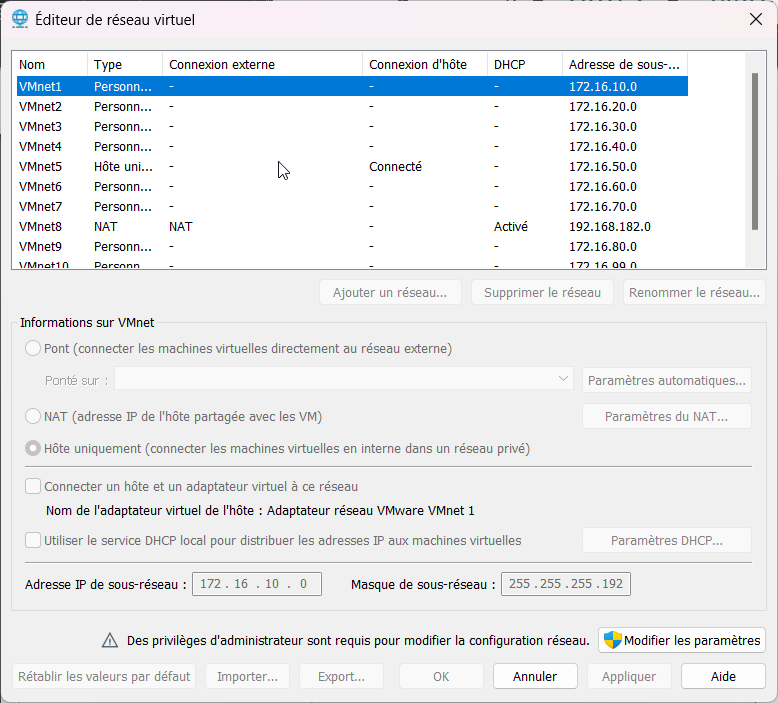 Éditeur de réseau virtuel
Nom Type Connexion externe Connexion d'hôte DHCP Adresse de sous-...
VMnet1 Personn... - - - 172.16.10.0
VMnet2 Personn... - - - 172.16.20.0
VMnet3 Personn... - - - 172.16.30.0
VMnet4 Personn... - - - 172.16.40.0
VMnet5 Hôte uni... - Connecté - 172.16.50.0
VMnet6 Personn... - - - 172.16.60.0
VMnet7 Personn... - - - 172.16.70.0
VMnet8 NAT NAT - Activé 192.168.182.0
VMnet9 Personn... - - - 172.16.80.0
VMnet10 Personn... - - - 172.16.99.0
Ajouter un réseau... Supprimer le réseau Renommer le réseau...
Informations sur VMnet
Pont (connecter les machines virtuelles directement au réseau externe)
Ponté sur : Paramètres automatiques...
NAT (adresse IP de l'hôte partagée avec les VM) Paramètres du NAT...
Hôte uniquement (connecter les machines virtuelles en interne dans un réseau privé)
Connecter un hôte et un adaptateur virtuel à ce réseau
Nom de l'adaptateur virtuel de l'hôte : Adaptateur réseau VMware VMnet 1
Utiliser le service DHCP local pour distribuer les adresses IP aux machines virtuelles Paramètres DHCP...
Adresse IP de sous-réseau : 172 . 16 . 10 . 0 Masque de sous-réseau : 255 . 255 . 255 . 192
Des privilèges d'administrateur sont requis pour modifier la configuration réseau. Modifier les paramètres
Rétablir les valeurs par défaut Importer... Export... OK Annuler Appliquer Aide